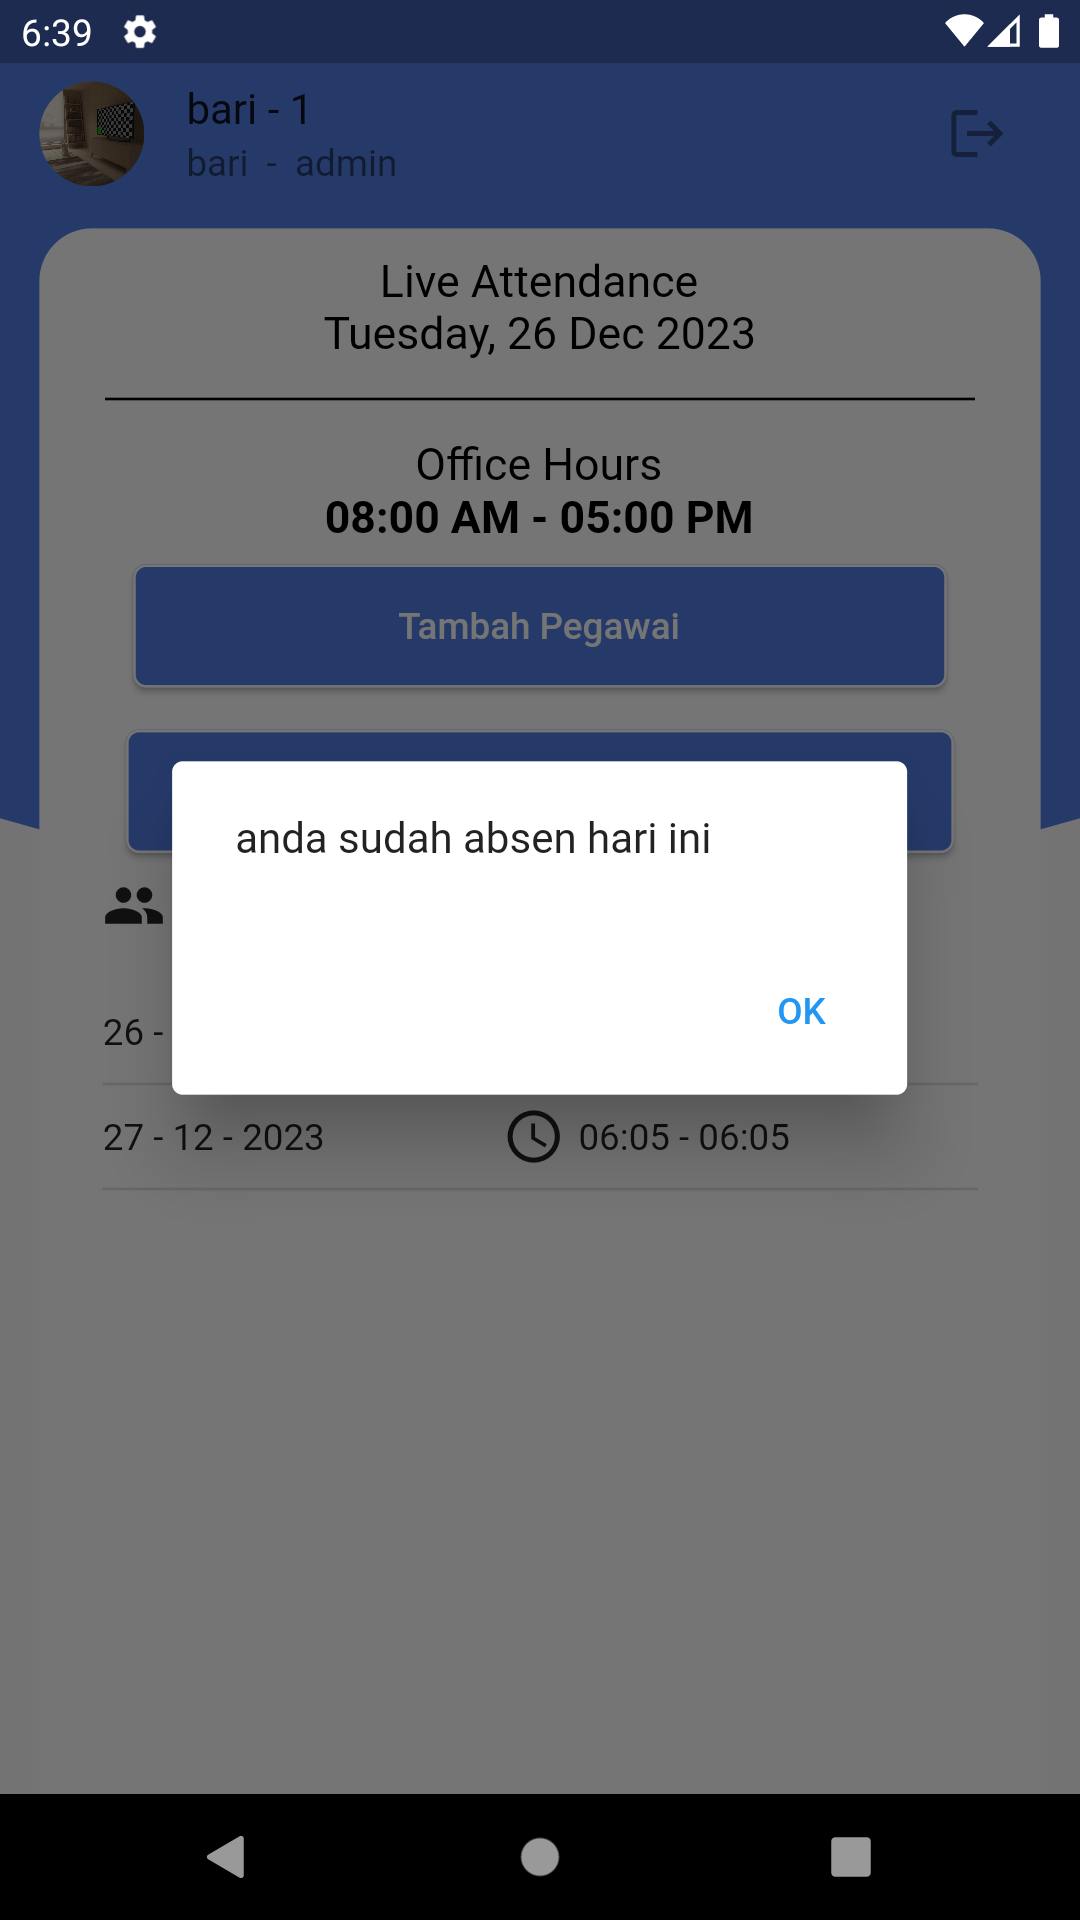 6:39
bari - 1
bari - admin
Live Attendance
Tuesday, 26 Dec 2023
Office Hours
08:00 AM - 05:00 PM
Tambah Pegawai
anda sudah absen hari ini
OK
26 -
27 - 12 - 2023 06:05 - 06:05